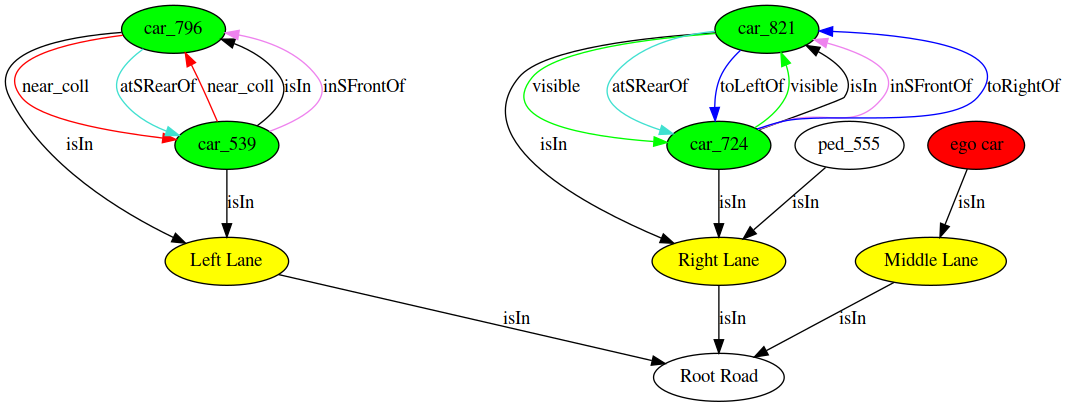 car_796
car_821
near_coll
atSRearOf
near_coll
isIn
inSFrontOf
visible
atSRearOf
toLeftOf
visible
isIn
inSFrontOf
toRightOf
isIn
car_539
isIn
car_724
ped_555
ego car
isIn
isIn
isIn
isIn
Left Lane
Right Lane
Middle Lane
isIn
isIn
isIn
Root Road